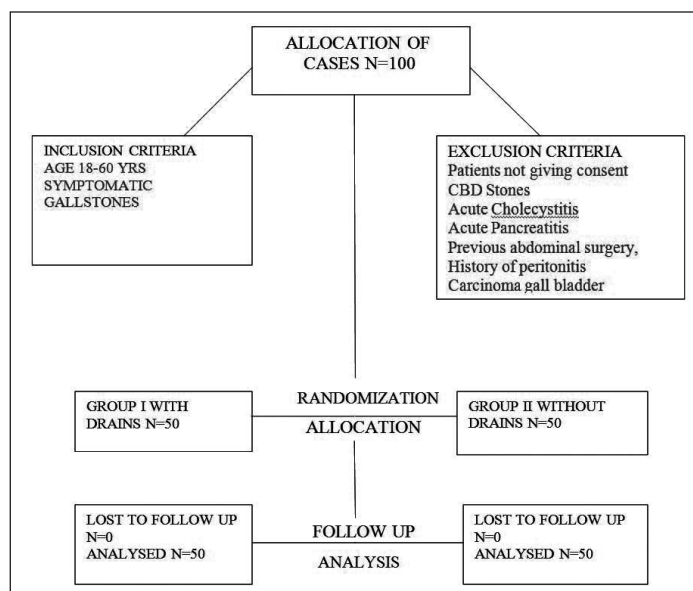 ALLOCATION OF
CASES N=100
INCLUSION CRITERIA
AGE 18-60 YRS
SYMPTOMATIC
GALLSTONES
EXCLUSION CRITERIA
Patients not giving consent
CBD Stones
Acute Cholecystitis
Acute Pancreatitis
Previous abdominal surgery,
History of peritonitis
Carcinoma gall bladder
GROUP I WITH
DRAINS N=50
RANDOMIZATION
ALLOCATION
GROUP II WITHOUT
DRAINS N=50
LOST TO FOLLOW UP
N=0
ANALYSED N=50
FOLLOW UP
ANALYSIS
LOST TO FOLLOW UP
N=0
ANALYSED N=50